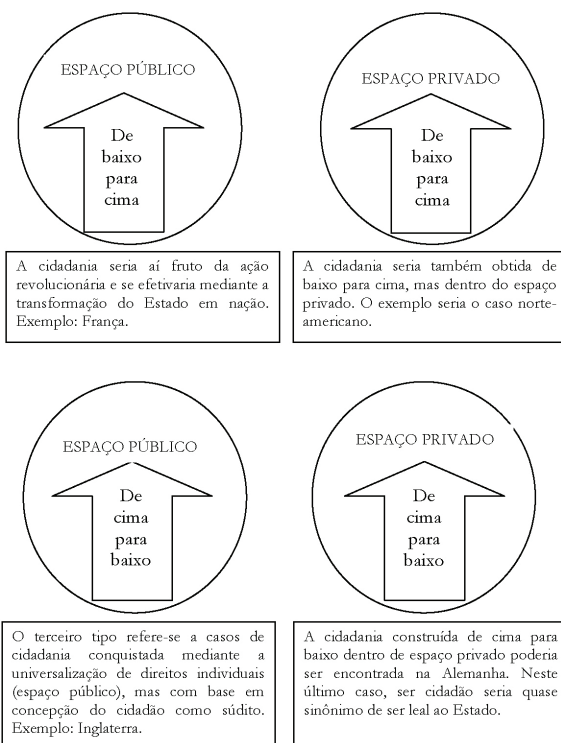 ESPAÇO PÚBLICO
De
baixo
para
cima
A cidadania seria aí fruto da ação
revolucionária e se efetivaria mediante a
transformação do Estado em nação.
Exemplo: França.
ESPAÇO PRIVADO
De
baixo
para
cima
A cidadania seria também obtida de
baixo para cima, mas dentro do espaço
privado. O exemplo seria o caso norte-
americano.
ESPAÇO PÚBLICO
De
cima
para
baixo
O terceiro tipo refere-se a casos de
cidadania conquistada mediante a
universalização de direitos individuais
(espaço público), mas com base em
concepção do cidadão como súdito.
Exemplo: Inglaterra.
ESPAÇO PRIVADO
De
cima
para
baixo
A cidadania construída de cima para
baixo dentro de espaço privado poderia
ser encontrada na Alemanha. Neste
último caso, ser cidadão seria quase
sinônimo de ser leal ao Estado.